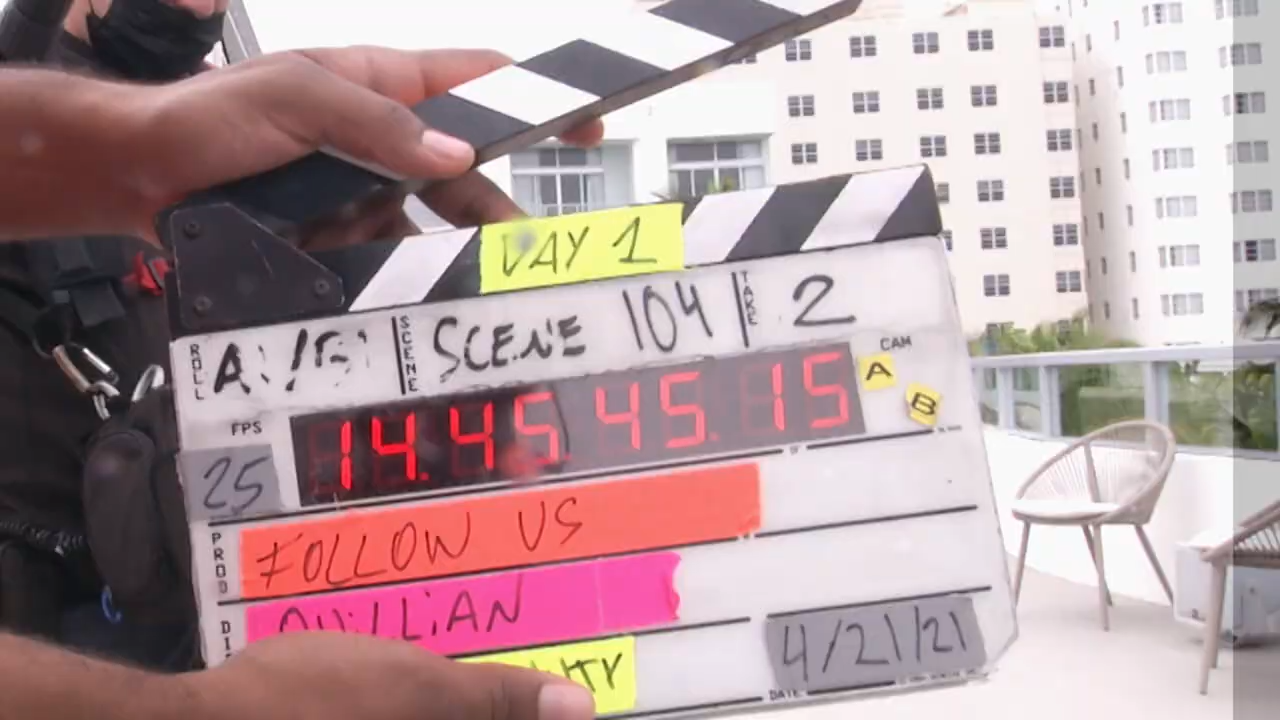 DAY 1
ROLL A SCENE SCENE 104 TAKE 2
CAM
A B
FPS
14.45 45.15
25
PROD FOLLOW US
4/21/21
DATE